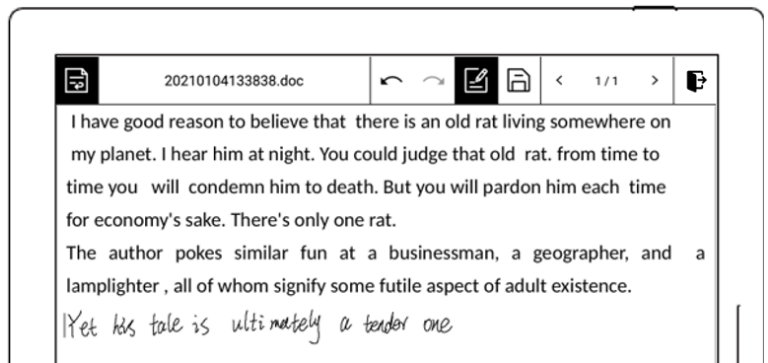 20210104133838.doc
1/1
I have good reason to believe that there is an old rat living somewhere on
my planet. I hear him at night. You could judge that old rat. from time to
time you will condemn him to death. But you will pardon him each time
for economy's sake. There's only one rat.
The author pokes similar fun at a businessman, a geographer, and a
lamplighter , all of whom signify some futile aspect of adult existence.
Yet his tale is ultimately a tender one